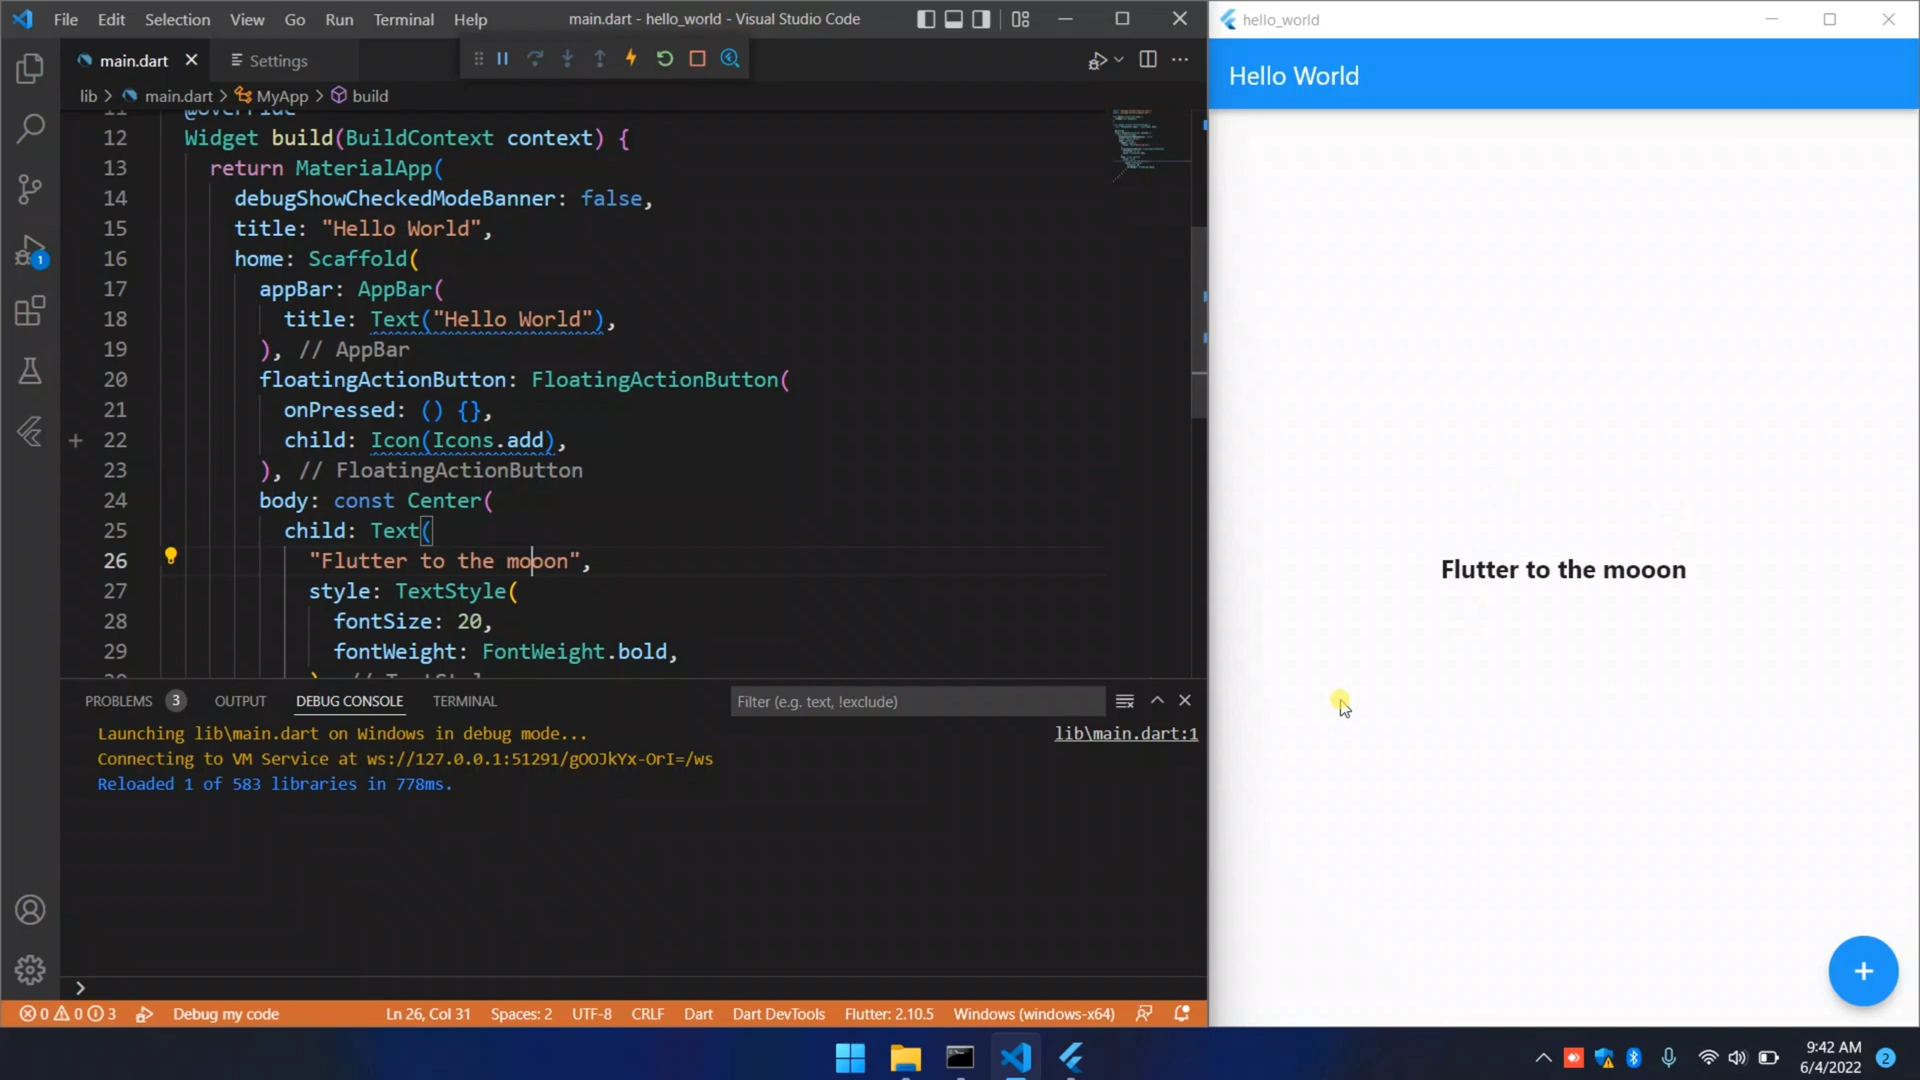 File Edit Selection View Go Run Terminal Help main.dart - hello_world - Visual Studio Code
hello_world
main.dart Settings
Hello World
lib > main.dart > MyApp > build
11 @override
12 Widget build(BuildContext context) {
13 return MaterialApp(
14 debugShowCheckedModeBanner: false,
15 title: "Hello World",
16 home: Scaffold(
17 appBar: AppBar(
18 title: Text("Hello World"),
19 ), // AppBar
20 floatingActionButton: FloatingActionButton(
21 onPressed: () {},
22 child: Icon(Icons.add),
23 ), // FloatingActionButton
24 body: const Center(
25 child: Text(
26 "Flutter to the mooon",
27 style: TextStyle(
28 fontSize: 20,
29 fontWeight: FontWeight.bold,
Flutter to the mooon
1
PROBLEMS 3 OUTPUT DEBUG CONSOLE TERMINAL Filter (e.g. text, !exclude)
Launching lib\main.dart on Windows in debug mode... lib\main.dart:1
Connecting to VM Service at ws://127.0.0.1:51291/gOOJkYx-OrI=/ws
Reloaded 1 of 583 libraries in 778ms.
0 0 3 Debug my code Ln 26, Col 31 Spaces: 2 UTF-8 CRLF Dart Dart DevTools Flutter: 2.10.5 Windows (windows-x64)
9:42 AM
6/4/2022 2